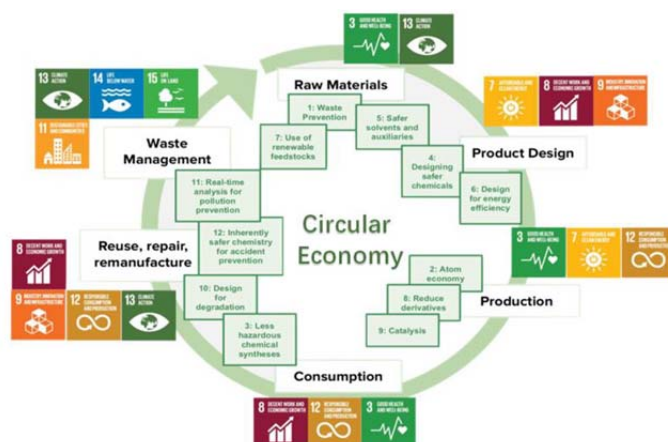 3 GOOD HEALTH AND WELL-BEING
13 CLIMATE ACTION
Raw Materials
1: Waste
Prevention
5: Safer
solvents and
auxiliaries
7: Use of
renewable
feedstocks
13 CLIMATE ACTION
14 LIFE BELOW WATER
15 LIFE ON LAND
11 SUSTAINABLE CITIES AND COMMUNITIES
Waste
Management
7 AFFORDABLE AND CLEAN ENERGY
8 DECENT WORK AND ECONOMIC GROWTH
9 INDUSTRY, INNOVATION AND INFRASTRUCTURE
Product Design
4:
Designing
safer
chemicals
6: Design
for energy
efficiency
11: Real-time
analysis for
pollution
prevention
12: Inherently
safer chemistry
for accident
prevention
Circular
Economy
Reuse, repair,
remanufacture
8 DECENT WORK AND ECONOMIC GROWTH
9 INDUSTRY, INNOVATION AND INFRASTRUCTURE
12 RESPONSIBLE CONSUMPTION AND PRODUCTION
13 CLIMATE ACTION
3 GOOD HEALTH AND WELL-BEING
7 AFFORDABLE AND CLEAN ENERGY
12 RESPONSIBLE CONSUMPTION AND PRODUCTION
2: Atom
economy
8: Reduce
derivatives
9: Catalysis
Production
10: Design
for
degradation
3: Less
hazardous
chemical
syntheses
Consumption
8 DECENT WORK AND ECONOMIC GROWTH
12 RESPONSIBLE CONSUMPTION AND PRODUCTION
3 GOOD HEALTH AND WELL-BEING